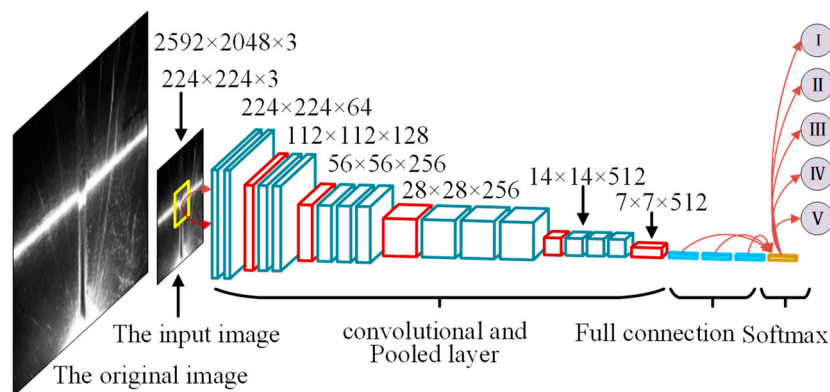 2592×2048×3
224×224×3
224×224×64
112×112×128
56×56×256
28×28×256
14×14×512
7×7×512
I
II
III
IV
V
The input image
The original image
convolutional and
Pooled layer
Full connection
Softmax